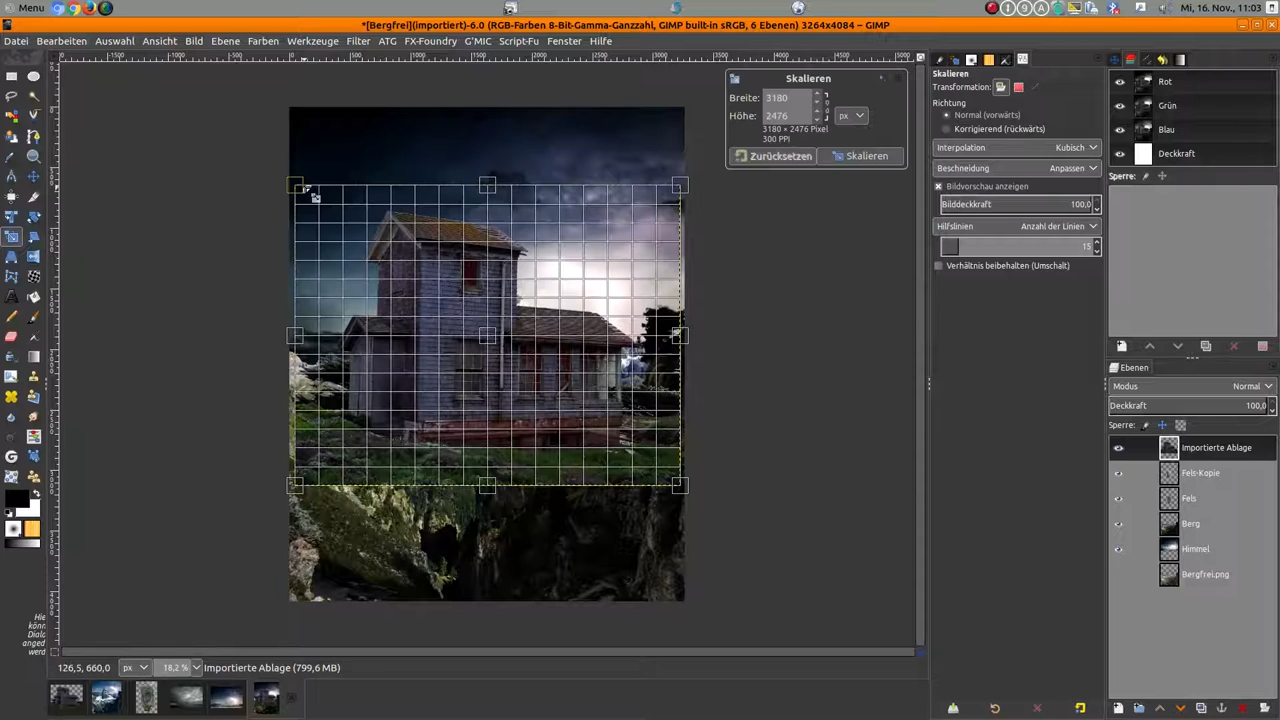 Menu
Mi, 16. Nov., 11:03
*[Bergfrei](importiert)-6.0 (RGB-Farben 8-Bit-Gamma-Ganzzahl, GIMP built-in sRGB, 6 Ebenen) 3264x4084 – GIMP
Datei Bearbeiten Auswahl Ansicht Bild Ebene Farben Werkzeuge Filter ATG FX-Foundry G'MIC Script-Fu Fenster Hilfe
Skalieren
Breite: 3180
Höhe: 2476 px
3180 × 2476 Pixel
300 PPI
Zurücksetzen Skalieren
Skalieren
Transformation:
Richtung
Normal (vorwärts)
Korrigierend (rückwärts)
Interpolation Kubisch
Beschneidung Anpassen
Bildvorschau anzeigen
Bilddeckkraft 100,0
Hilfslinien Anzahl der Linien
15
Verhältnis beibehalten (Umschalt)
Rot
Grün
Blau
Deckkraft
Sperre:
Ebenen
Modus Normal
Deckkraft 100,0
Sperre:
Importierte Ablage
Fels-Kopie
Fels
Berg
Himmel
Bergfrei.png
Hie
könn
Dialo
anged
werd
126,5, 660,0 px 18,2 % Importierte Ablage (799,6 MB)